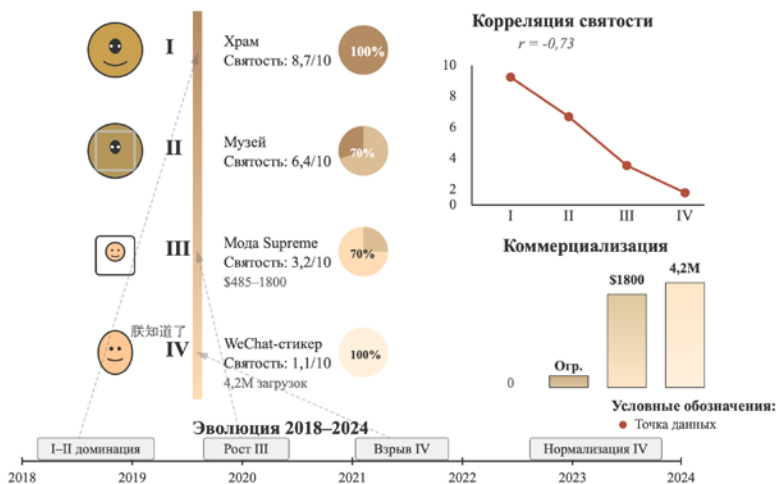 I
Храм
Святость: 8,7/10
100%
II
Музей
Святость: 6,4/10
70%
III
Мода Supreme
Святость: 3,2/10
$485–1800
70%
朕知道了
IV
WeChat-стикер
Святость: 1,1/10
4,2M загрузок
100%
Корреляция святости
r = -0,73
10
8
6
4
2
0
I II III IV
Коммерциализация
0
Огр.
$1800
4,2M
Условные обозначения:
Точка данных
Эволюция 2018–2024
I–II доминация
Рост III
Взрыв IV
Нормализация IV
2018 2019 2020 2021 2022 2023 2024